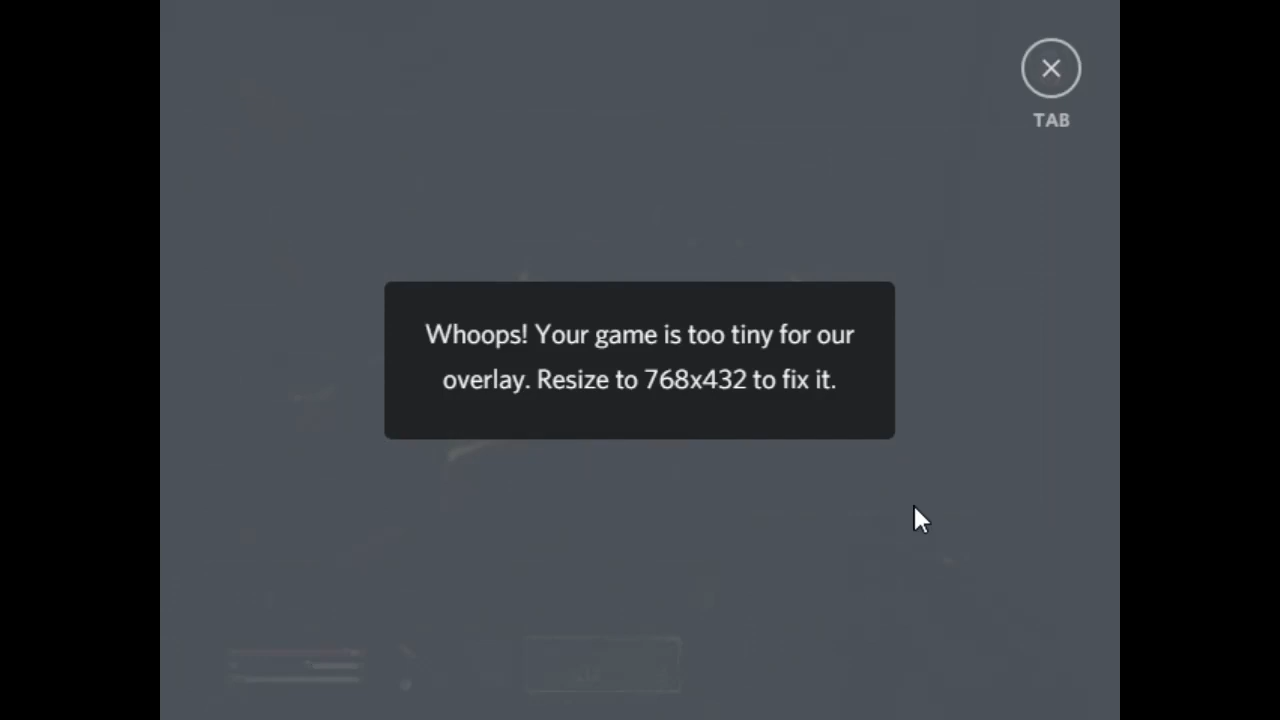 TAB
Whoops! Your game is too tiny for our
overlay. Resize to 768x432 to fix it.